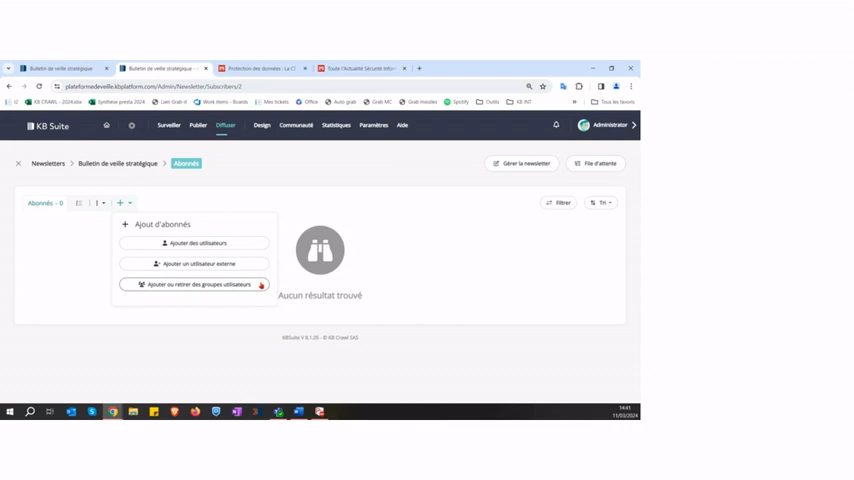 Bulletin de veille stratégique
Bulletin de veille stratégique -
Protection des données : La C
Toute l'Actualité Sécurité Infor
plateformedeveille.kbplatform.com/Admin/Newsletter/Subscribers/2
KB CRAWL - 2024.xlsx
Synthese presta 2024
Lien Grab-it
Work items - Boards
Mes tickets
Office
Auto grab
Grab MC
Grab missiles
Spotify
Outils
KB INT
Tous les favoris
KB Suite
Surveiller
Publier
Diffuser
Design
Communauté
Statistiques
Paramètres
Aide
Administrator
Newsletters > Bulletin de veille stratégique > Abonnés
Gérer la newsletter
File d'attente
Abonnés - 0
Filtrer
Tri
Ajout d'abonnés
Ajouter des utilisateurs
Ajouter un utilisateur externe
Ajouter ou retirer des groupes utilisateurs
Aucun résultat trouvé
KBSuite V 8.1.05 - © KB Crawl SAS
14:41
11/03/2024